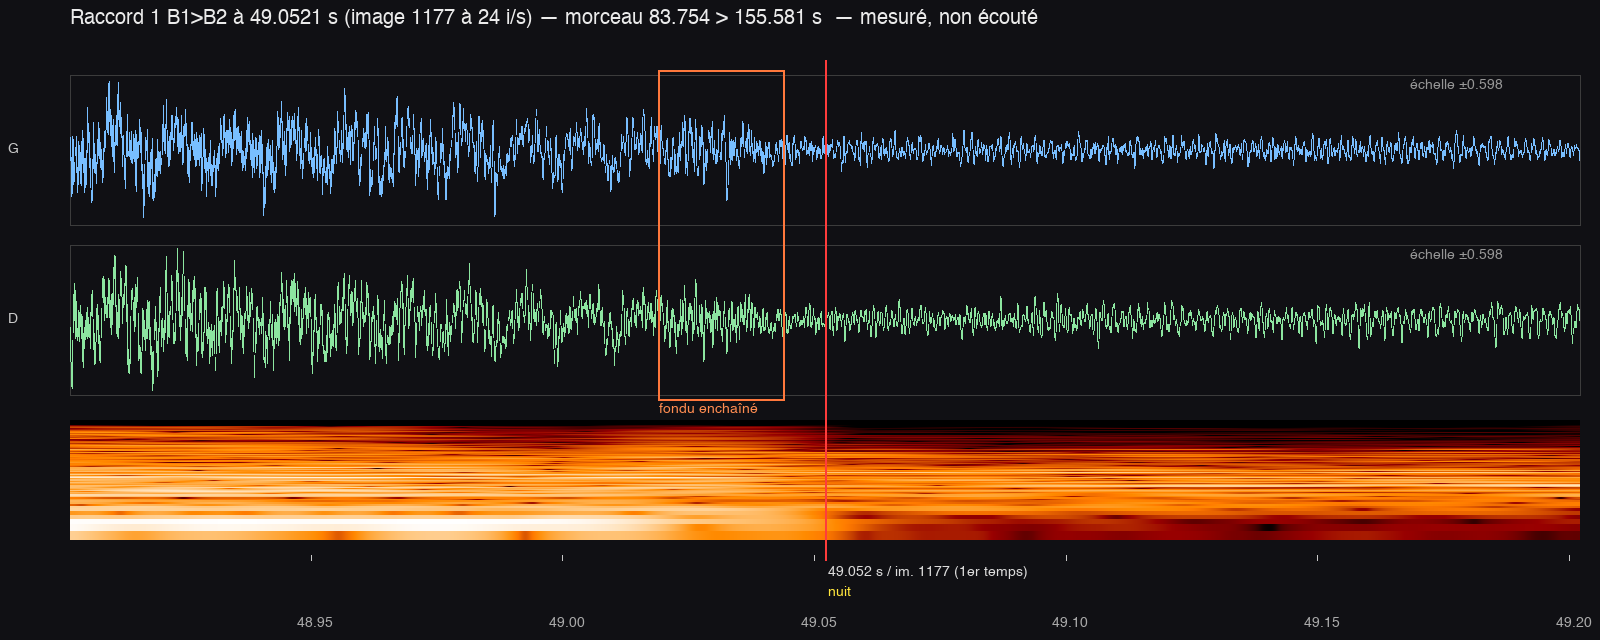 Raccord 1 B1>B2 à 49.0521 s (image 1177 à 24 i/s) — morceau 83.754 > 155.581 s — mesuré, non écouté
échelle ±0.598
G
échelle ±0.598
D
fondu enchaîné
49.052 s / im. 1177 (1er temps)
nuit
48.95 49.00 49.05 49.10 49.15 49.20